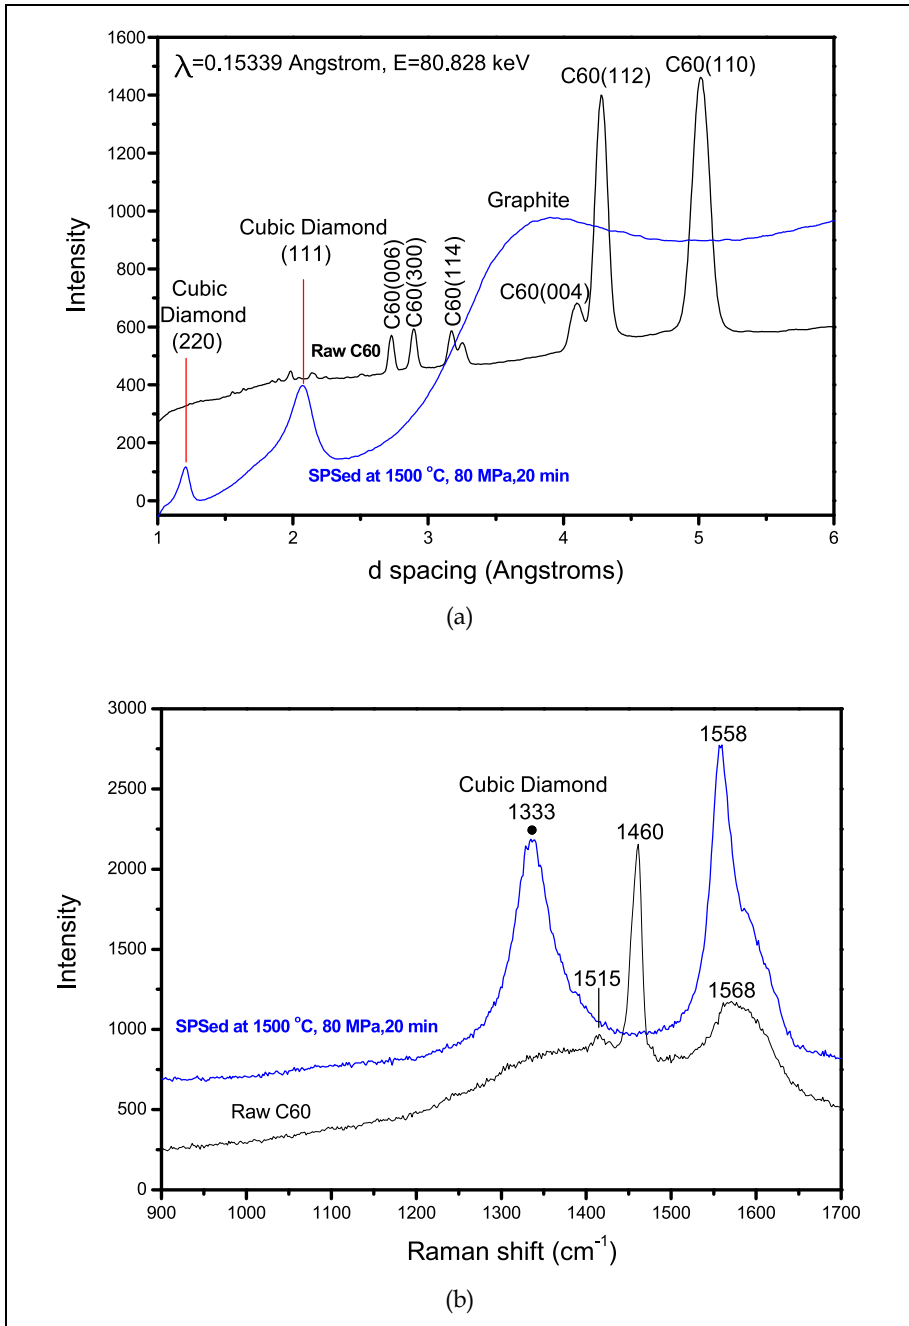 1600
1400
1200
1000
800
600
400
200
0
Intensity
λ=0.15339 Angstrom, E=80.828 keV
C60(112)
C60(110)
Graphite
Cubic Diamond
(111)
Cubic
Diamond
(220)
C60(006)
C60(300)
C60(114)
C60(004)
Raw C60
SPSed at 1500 °C, 80 MPa,20 min
1 2 3 4 5 6
d spacing (Angstroms)
(a)
3000
2500
2000
1500
1000
500
0
Intensity
1558
Cubic Diamond
1333
1460
1515
1568
SPSed at 1500 °C, 80 MPa,20 min
Raw C60
900 1000 1100 1200 1300 1400 1500 1600 1700
Raman shift (cm⁻¹)
(b)